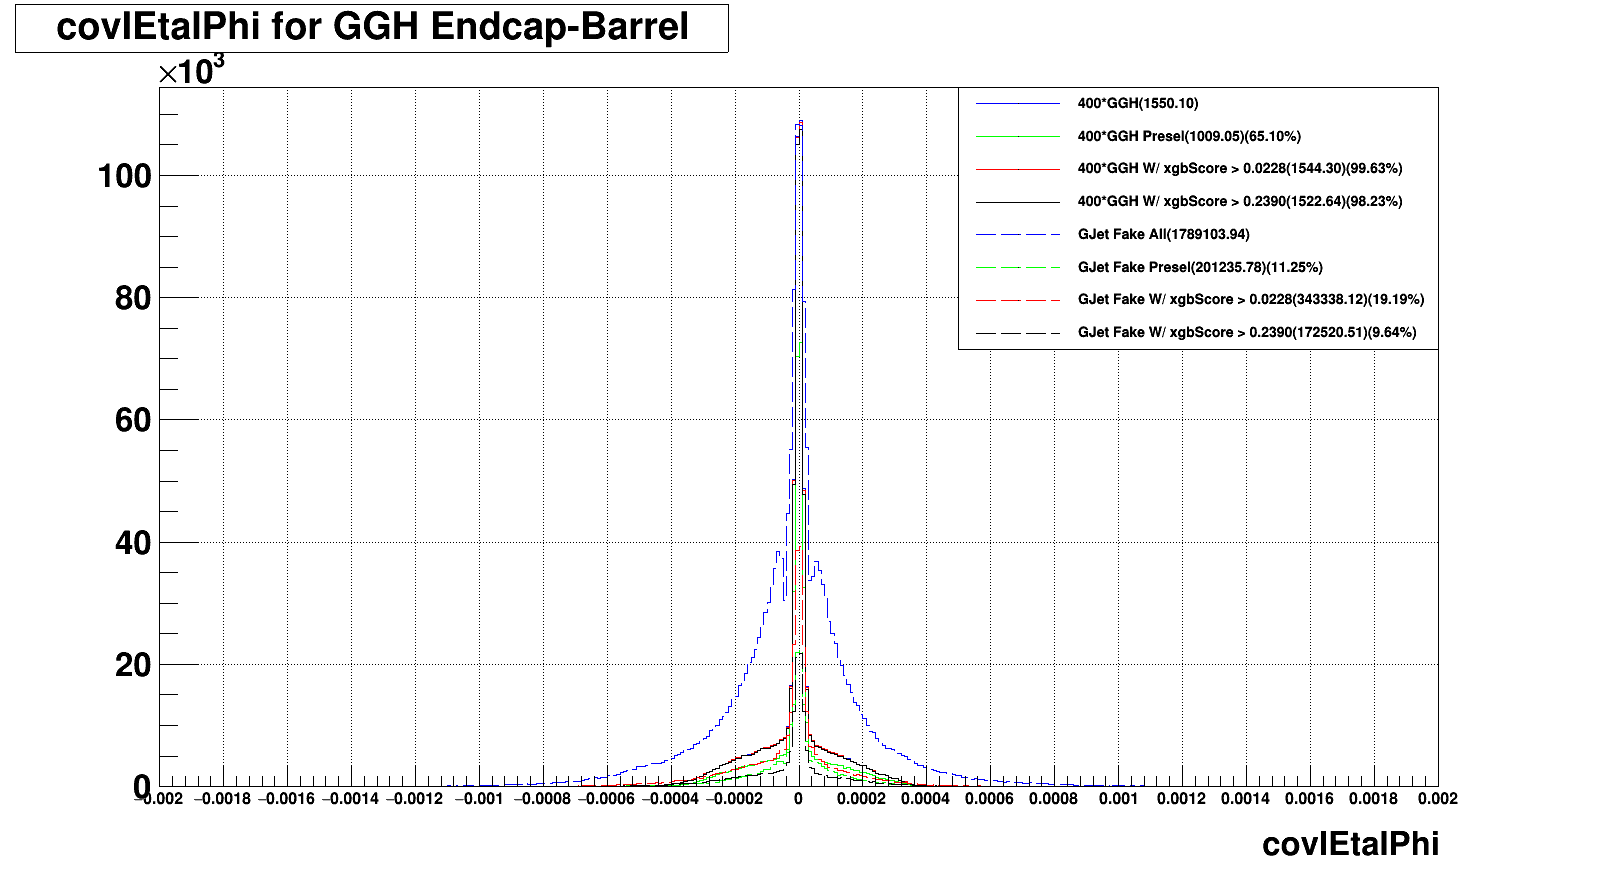 covIEtaIPhi for GGH Endcap-Barrel
×10³
400*GGH(1550.10)
400*GGH Presel(1009.05)(65.10%)
400*GGH W/ xgbScore > 0.0228(1544.30)(99.63%)
400*GGH W/ xgbScore > 0.2390(1522.64)(98.23%)
GJet Fake All(1789103.94)
GJet Fake Presel(201235.78)(11.25%)
GJet Fake W/ xgbScore > 0.0228(343338.12)(19.19%)
GJet Fake W/ xgbScore > 0.2390(172520.51)(9.64%)
100
80
60
40
20
0
−0.002 −0.0018 −0.0016 −0.0014 −0.0012 −0.001 −0.0008 −0.0006 −0.0004 −0.0002 0 0.0002 0.0004 0.0006 0.0008 0.001 0.0012 0.0014 0.0016 0.0018 0.002
covIEtaIPhi